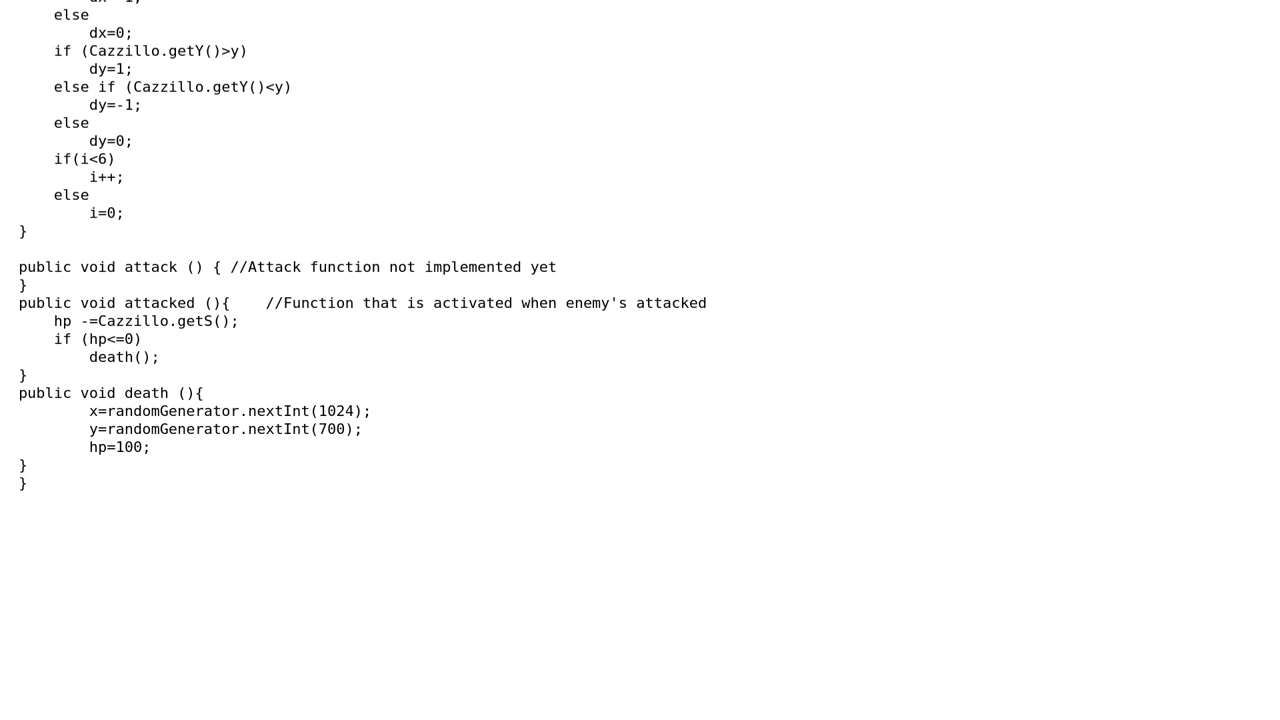 else
dx=0;
if (Cazzillo.getY()>y)
dy=1;
else if (Cazzillo.getY()<y)
dy=-1;
else
dy=0;
if(i<6)
i++;
else
i=0;
}
public void attack () { //Attack function not implemented yet
}
public void attacked (){    //Function that is activated when enemy's attacked
hp -=Cazzillo.getS();
if (hp<=0)
death();
}
public void death (){
x=randomGenerator.nextInt(1024);
y=randomGenerator.nextInt(700);
hp=100;
}
}